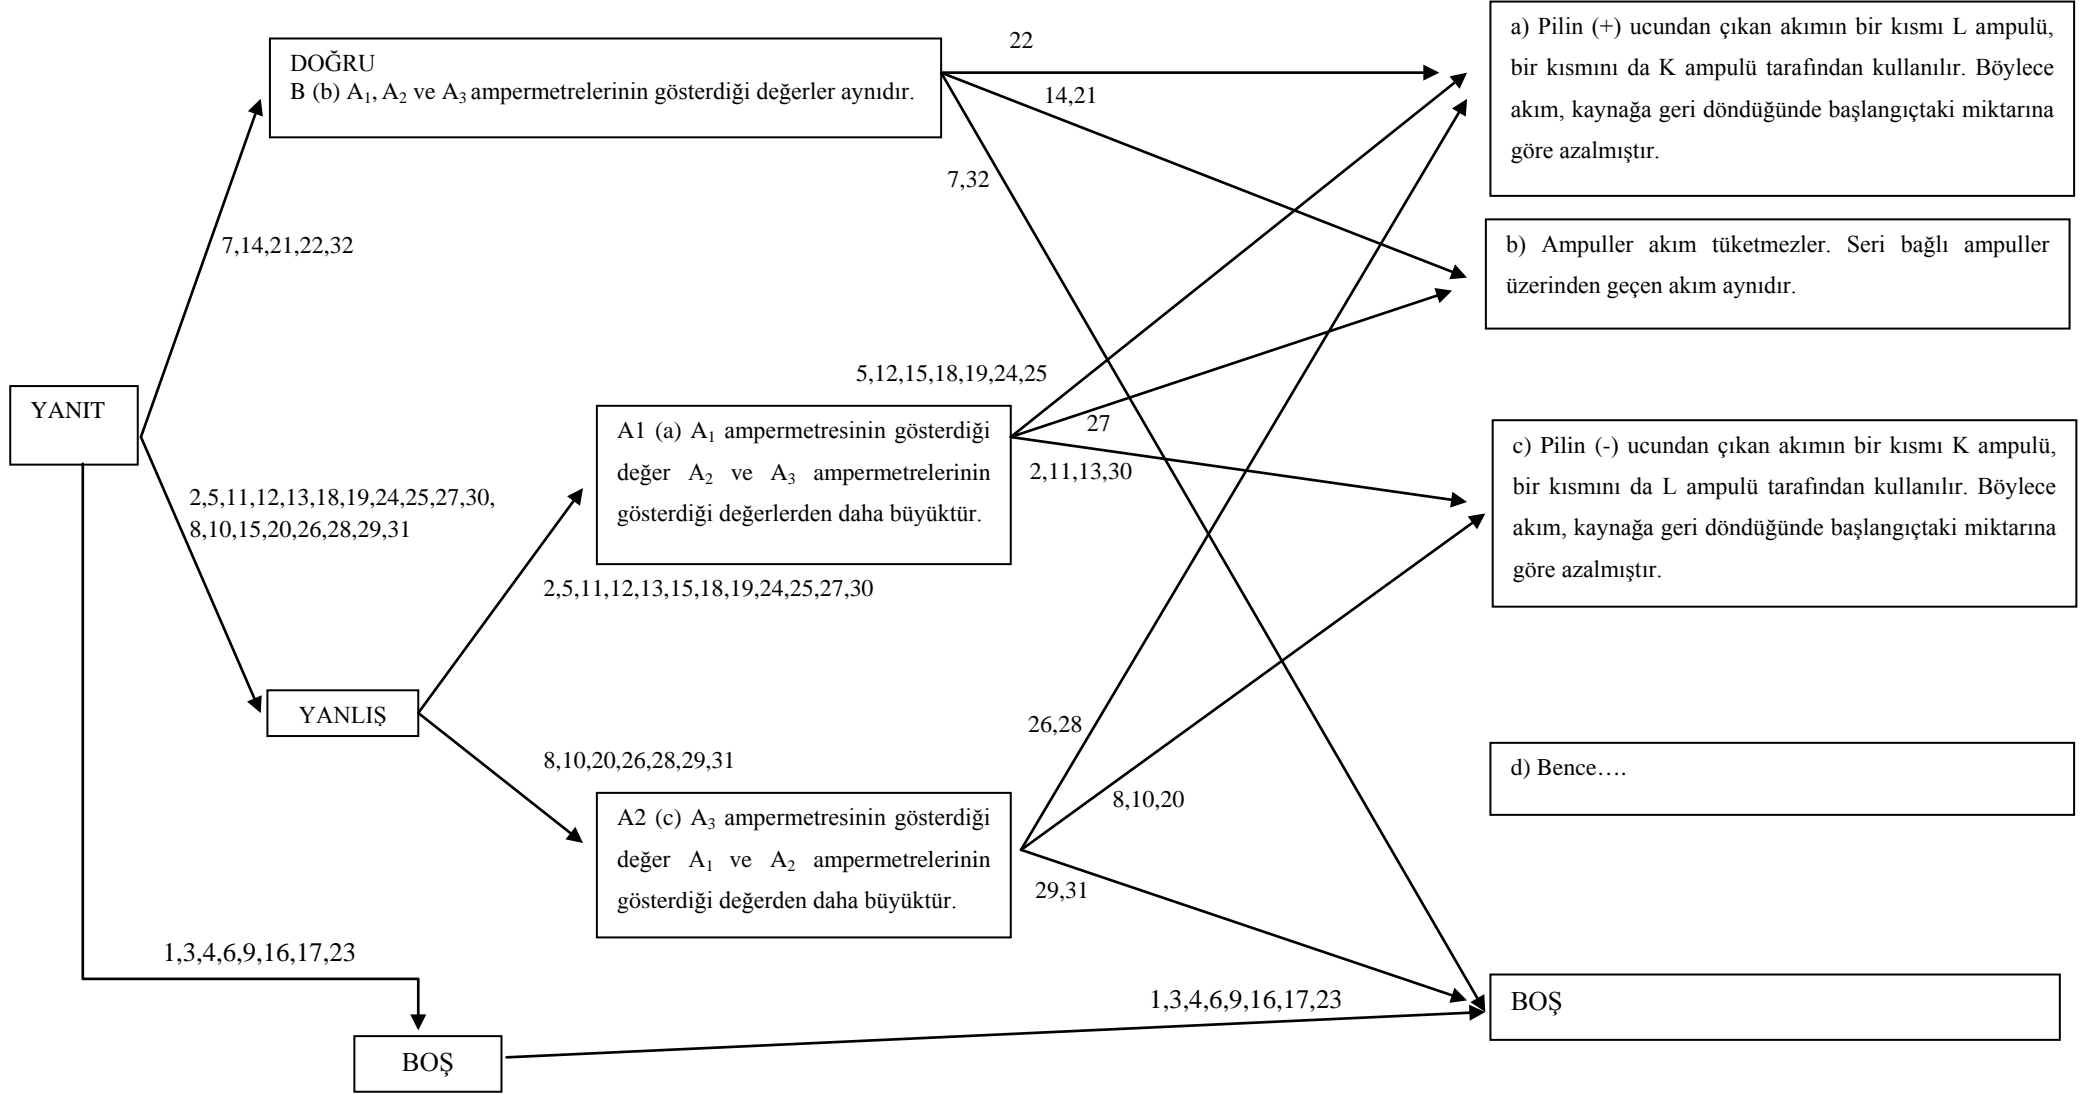 22
a) Pilin (+) ucundan çıkan akımın bir kısmı L ampulü,
bir kısmını da K ampulü tarafından kullanılır. Böylece
akım, kaynağa geri döndüğünde başlangıçtaki miktarına
göre azalmıştır.
DOĞRU
B (b) A₁, A₂ ve A₃ ampermetrelerinin gösterdiği değerler aynıdır.
14,21
7,32
7,14,21,22,32
b) Ampuller akım tüketmezler. Seri bağlı ampuller
üzerinden geçen akım aynıdır.
5,12,15,18,19,24,25
YANIT
27
A1 (a) A₁ ampermetresinin gösterdiği
değer A₂ ve A₃ ampermetrelerinin
gösterdiği değerlerden daha büyüktür.
2,11,13,30
c) Pilin (-) ucundan çıkan akımın bir kısmı K ampulü,
bir kısmını da L ampulü tarafından kullanılır. Böylece
akım, kaynağa geri döndüğünde başlangıçtaki miktarına
göre azalmıştır.
2,5,11,12,13,18,19,24,25,27,30,
8,10,15,20,26,28,29,31
2,5,11,12,13,15,18,19,24,25,27,30
YANLIŞ
26,28
8,10,20,26,28,29,31
d) Bence….
8,10,20
A2 (c) A₃ ampermetresinin gösterdiği
değer A₁ ve A₂ ampermetrelerinin
gösterdiği değerden daha büyüktür.
29,31
1,3,4,6,9,16,17,23
1,3,4,6,9,16,17,23
BOŞ
BOŞ